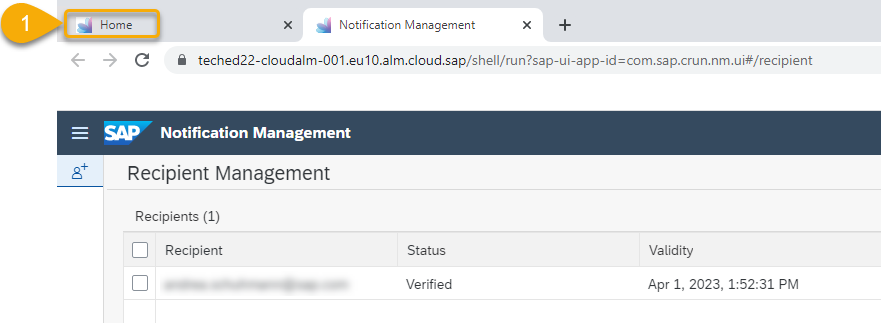 1
Home
Notification Management
teched22-cloudalm-001.eu10.alm.cloud.sap/shell/run?sap-ui-app-id=com.sap.crun.nm.ui#/recipient
SAP Notification Management
Recipient Management
Recipients (1)
Recipient Status Validity
Verified Apr 1, 2023, 1:52:31 PM